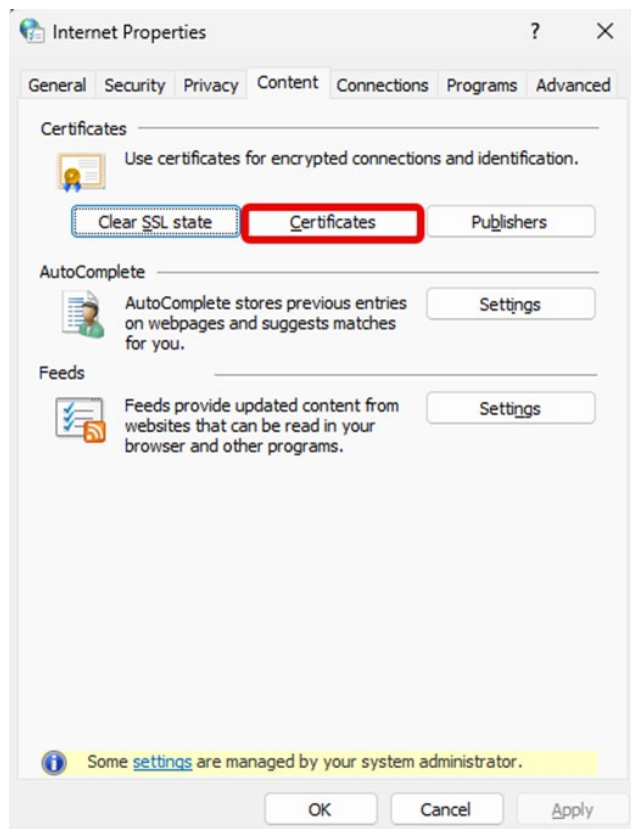 Internet Properties ? X
General Security Privacy Content Connections Programs Advanced
Certificates
Use certificates for encrypted connections and identification.
Clear SSL state Certificates Publishers
AutoComplete
AutoComplete stores previous entries
on webpages and suggests matches
for you.
Settings
Feeds
Feeds provide updated content from
websites that can be read in your
browser and other programs.
Settings
Some settings are managed by your system administrator.
OK Cancel Apply